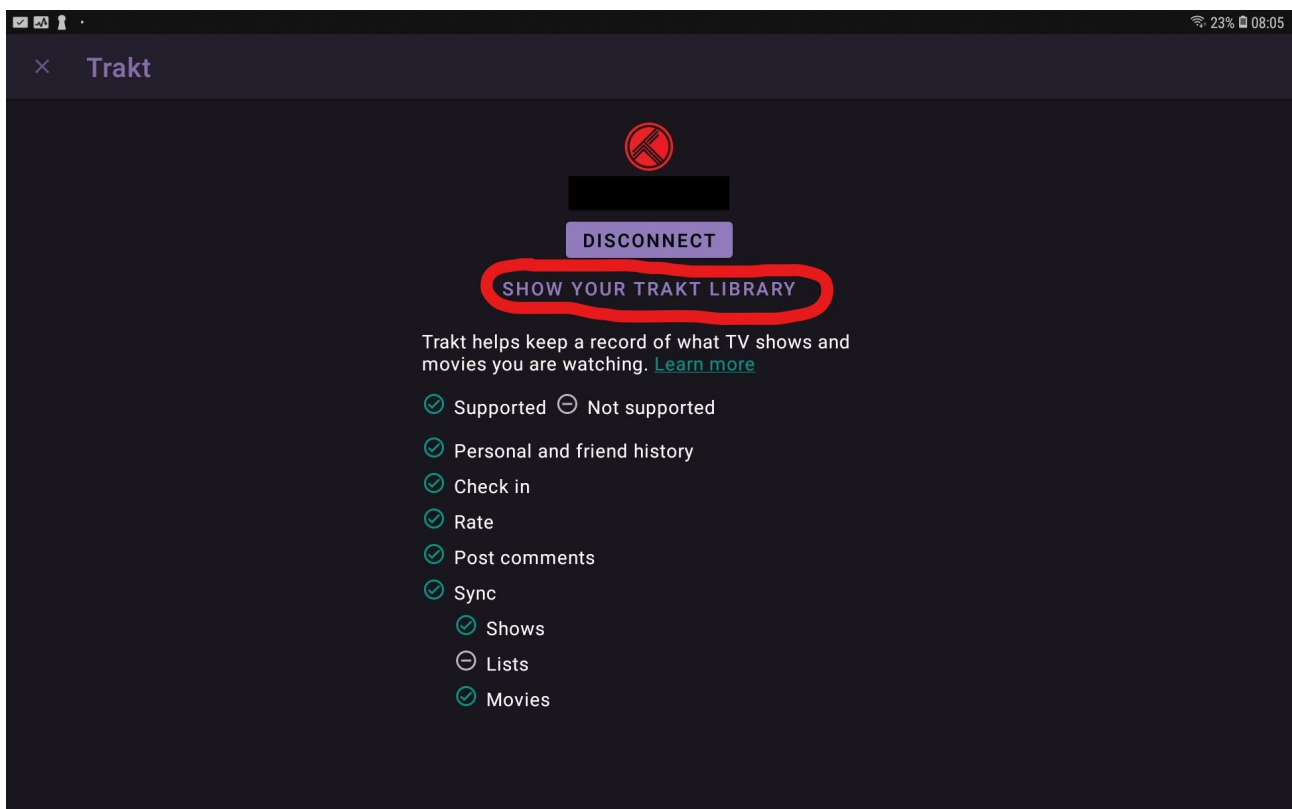 23% 08:05
Trakt
DISCONNECT
SHOW YOUR TRAKT LIBRARY
Trakt helps keep a record of what TV shows and
movies you are watching. Learn more
Supported Not supported
Personal and friend history
Check in
Rate
Post comments
Sync
Shows
Lists
Movies